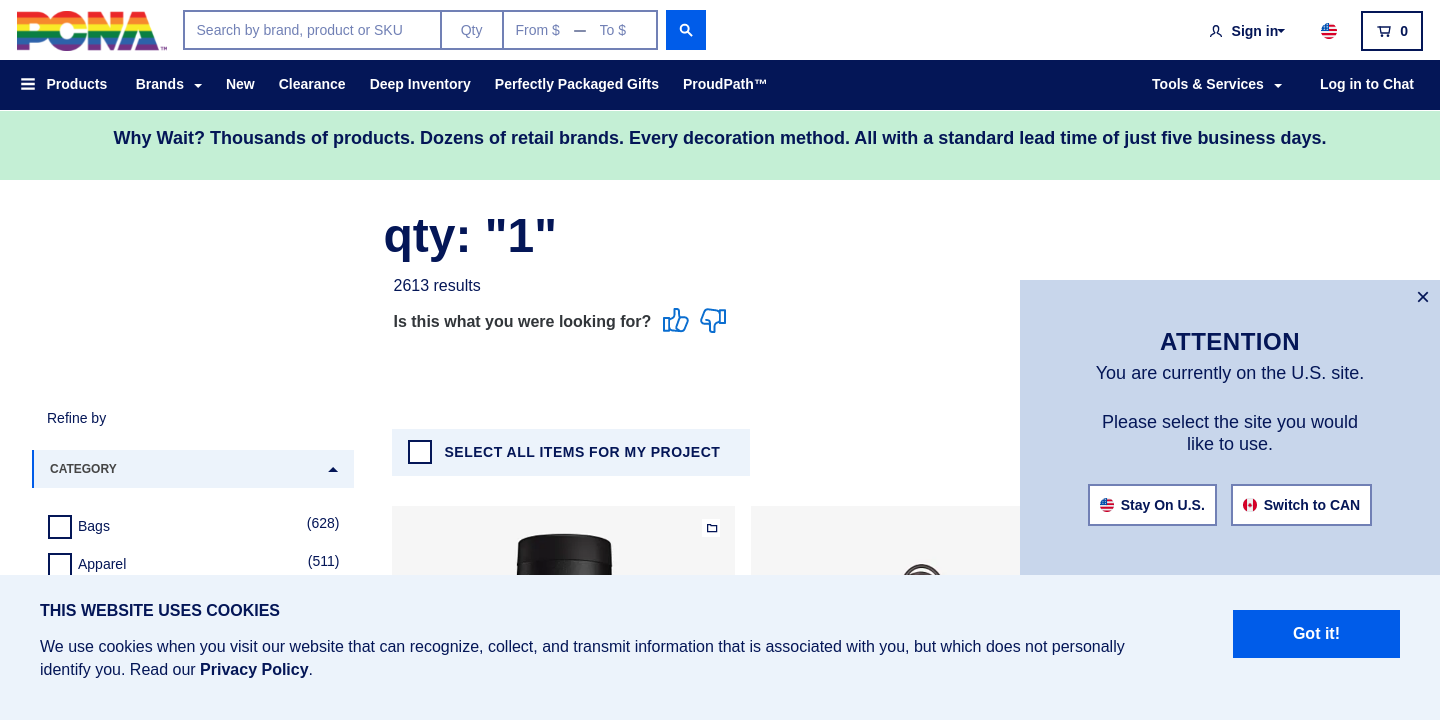 PCNA™
Search by brand, product or SKU
Qty
From $ — To $
Sign in
0
Products
Brands
New
Clearance
Deep Inventory
Perfectly Packaged Gifts
ProudPath™
Tools & Services
Log in to Chat
Why Wait? Thousands of products. Dozens of retail brands. Every decoration method. All with a standard lead time of just five business days.
qty: "1"
2613 results
Is this what you were looking for?
Refine by
CATEGORY
Bags (628)
Apparel (511)
SELECT ALL ITEMS FOR MY PROJECT
×
ATTENTION
You are currently on the U.S. site.
Please select the site you would
like to use.
Stay On U.S.
Switch to CAN
THIS WEBSITE USES COOKIES
We use cookies when you visit our website that can recognize, collect, and transmit information that is associated with you, but which does not personally
identify you. Read our Privacy Policy.
Got it!